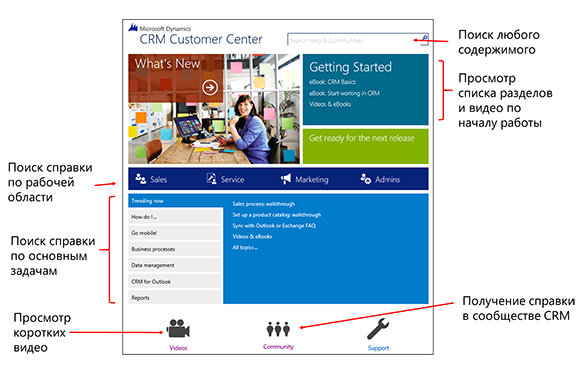 Microsoft Dynamics
CRM Customer Center
Search Help & Communities
Поиск любого
содержимого
What's New
Getting Started
eBook: CRM Basics
eBook: Start working in CRM
Videos & eBooks
Просмотр
списка разделов
и видео по
началу работы
Get ready for the next release
Поиск справки
по рабочей
области
Sales
Service
Marketing
Admins
Поиск справки
по основным
задачам
Trending now
How do I ...
Go mobile!
Business processes
Data management
CRM for Outlook
Reports
Sales process: walkthrough
Set up a product catalog: walkthrough
Sync with Outlook or Exchange FAQ
Videos & eBooks
All topics ...
Просмотр
коротких
видео
Получение справки
в сообществе CRM
Videos
Community
Support